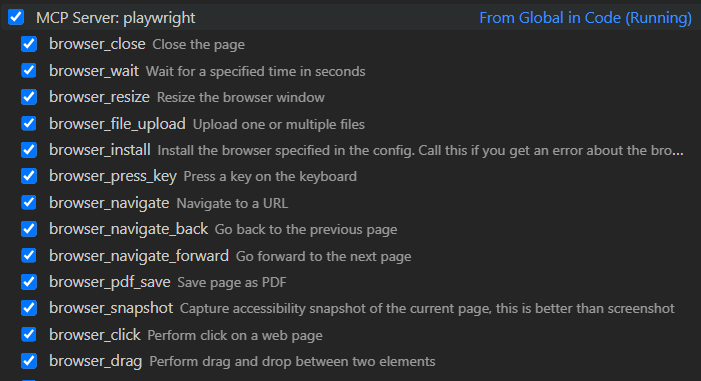 MCP Server: playwright From Global in Code (Running)
browser_close Close the page
browser_wait Wait for a specified time in seconds
browser_resize Resize the browser window
browser_file_upload Upload one or multiple files
browser_install Install the browser specified in the config. Call this if you get an error about the bro...
browser_press_key Press a key on the keyboard
browser_navigate Navigate to a URL
browser_navigate_back Go back to the previous page
browser_navigate_forward Go forward to the next page
browser_pdf_save Save page as PDF
browser_snapshot Capture accessibility snapshot of the current page, this is better than screenshot
browser_click Perform click on a web page
browser_drag Perform drag and drop between two elements